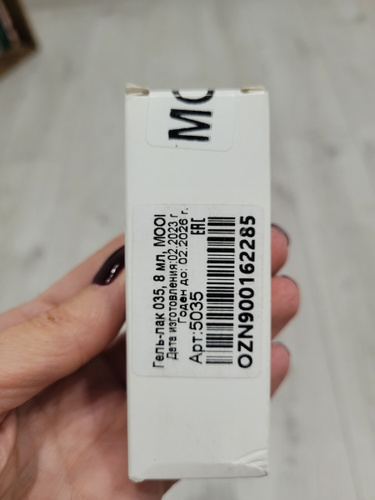 MO
Гель-лак 035, 8 мл, MOOI
Дата изготовления:02.2023 г
Годен до: 02.2026 г.
Арт:5035
EAC
OZN900162285